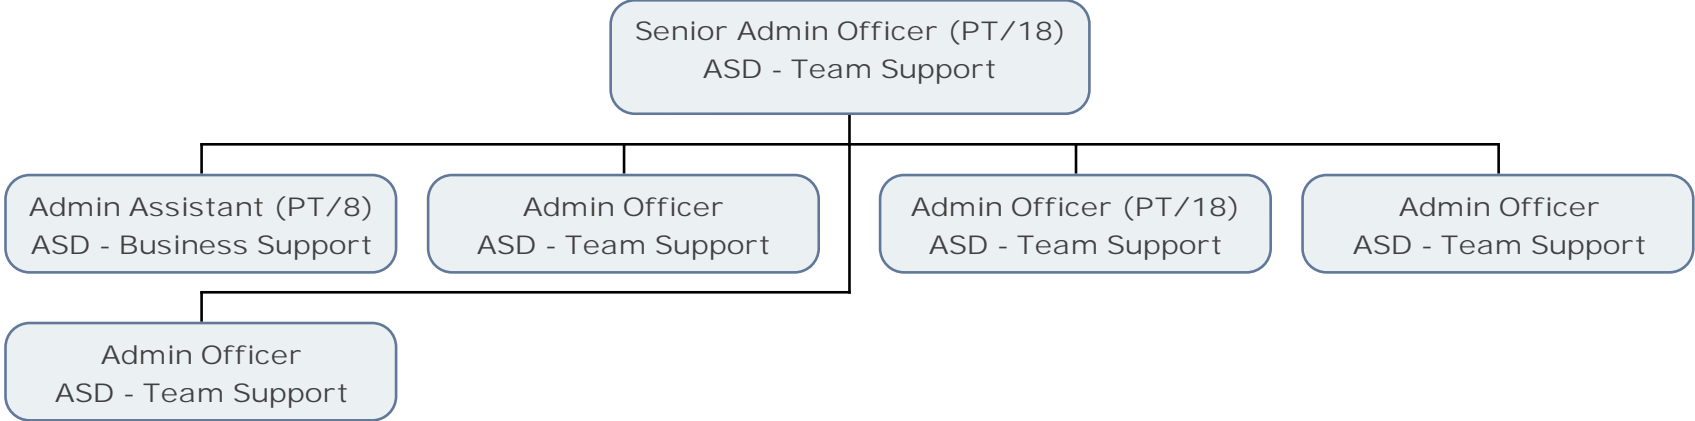 Senior Admin Officer (PT/18)
ASD - Team Support
Admin Assistant (PT/8)
ASD - Business Support
Admin Officer
ASD - Team Support
Admin Officer (PT/18)
ASD - Team Support
Admin Officer
ASD - Team Support
Admin Officer
ASD - Team Support